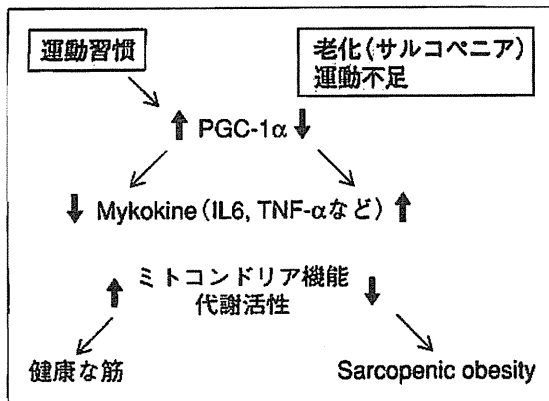 運動習慣
老化(サルコペニア)
運動不足
PGC-1α
Mykokine(IL6, TNF-αなど)
ミトコンドリア機能
代謝活性
健康な筋
Sarcopenic obesity